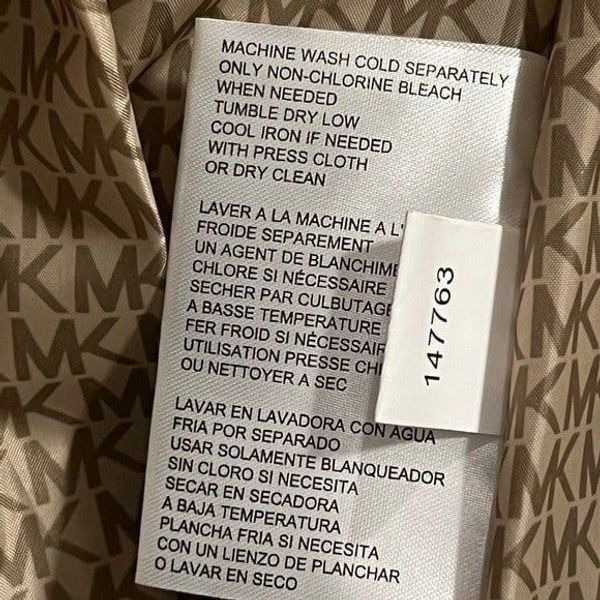 MACHINE WASH COLD SEPARATELY
ONLY NON-CHLORINE BLEACH
WHEN NEEDED
TUMBLE DRY LOW
COOL IRON IF NEEDED
WITH PRESS CLOTH
OR DRY CLEAN
LAVER A LA MACHINE A L'
FROIDE SEPAREMENT
UN AGENT DE
CHLORE SI NÉCESSAIRE
SECHER PAR
A BASSE TEMPERATURE
FER FROID SI
UTILISATION PRESSE
OU NETTOYER A SEC
147763
LAVAR EN LAVADORA CON AGUA
FRIA POR SEPARADO
USAR SOLAMENTE BLANQUEADOR
SIN CLORO SI NECESITA
SECAR EN SECADORA
A BAJA TEMPERATURA
PLANCHA FRIA SI NECESITA
CON UN LIENZO DE PLANCHAR
O LAVAR EN SECO
MK